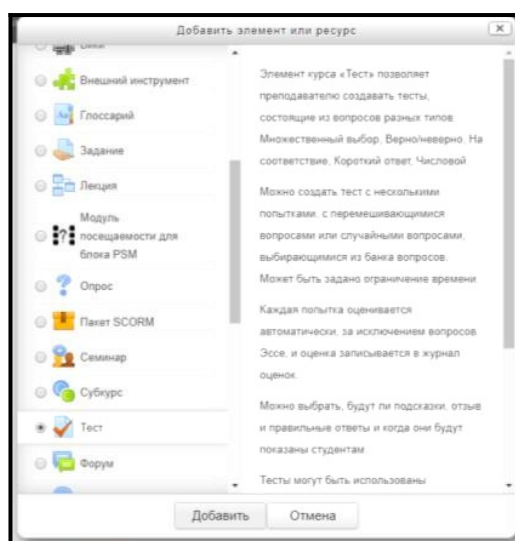 Добавить элемент или ресурс
Вики
Внешний инструмент
Глоссарий
Задание
Лекция
Модуль
посещаемости для
блока PSM
Опрос
Пакет SCORM
Семинар
Субкурс
Тест
Форум
Элемент курса «Тест» позволяет
преподавателю создавать тесты,
состоящие из вопросов разных типов:
Множественный выбор, Верно/неверно, На
соответствие, Короткий ответ, Числовой
Можно создать тест с несколькими
попытками, с перемешивающимися
вопросами или случайными вопросами,
выбирающимися из банка вопросов.
Может быть задано ограничение времени
Каждая попытка оценивается
автоматически, за исключением вопросов
Эссе, и оценка записывается в журнал
оценок.
Можно выбрать, будут ли подсказки, отзыв
и правильные ответы и когда они будут
показаны студентам
Тесты могут быть использованы
Добавить
Отмена